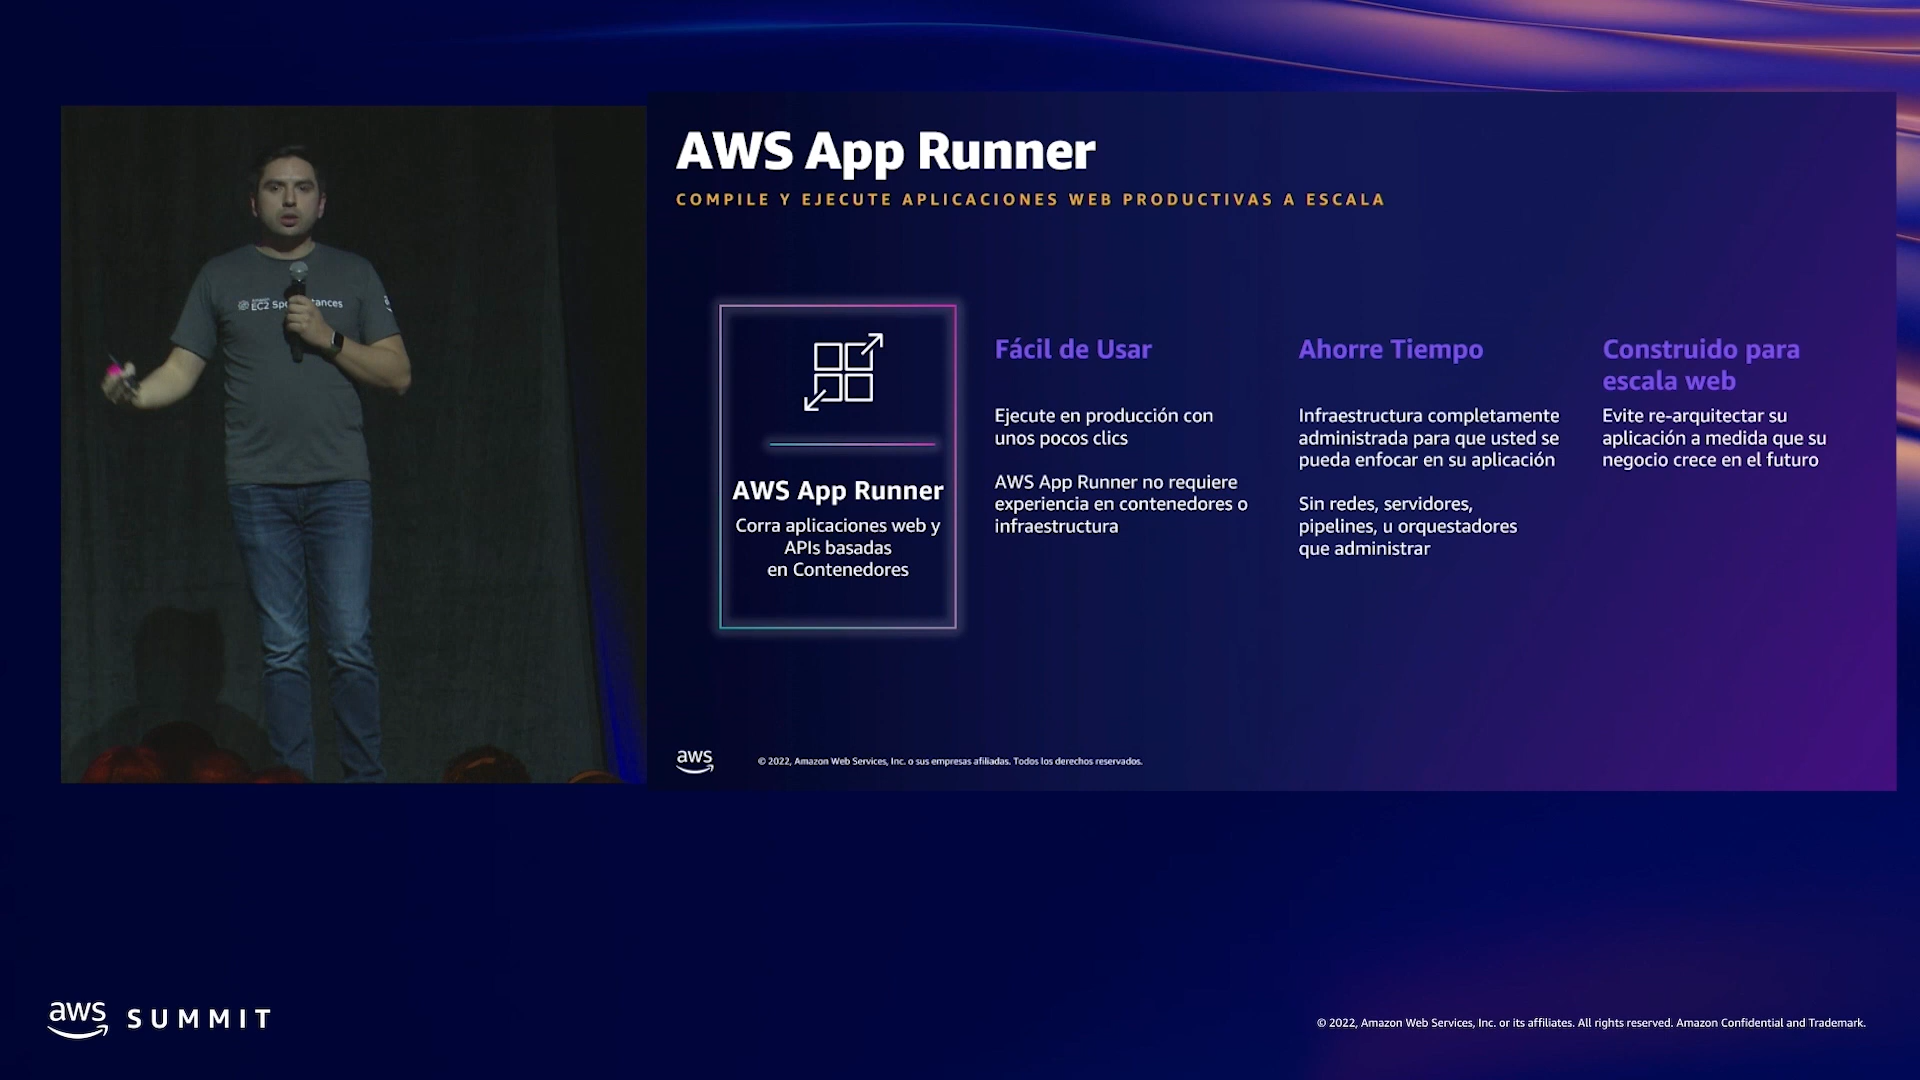 AWS App Runner
COMPILE Y EJECUTE APLICACIONES WEB PRODUCTIVAS A ESCALA
AWS App Runner
Corra aplicaciones web y
APIs basadas
en Contenedores
Fácil de Usar
Ejecute en producción con
unos pocos clics
AWS App Runner no requiere
experiencia en contenedores o
infraestructura
Ahorre Tiempo
Infraestructura completamente
administrada para que usted se
pueda enfocar en su aplicación
Sin redes, servidores,
pipelines, u orquestadores
que administrar
Construido para
escala web
Evite re-arquitectar su
aplicación a medida que su
negocio crece en el futuro
aws
© 2022, Amazon Web Services, Inc. o sus empresas afiliadas. Todos los derechos reservados.
EC2
aws SUMMIT
© 2022, Amazon Web Services, Inc. or its affiliates. All rights reserved. Amazon Confidential and Trademark.